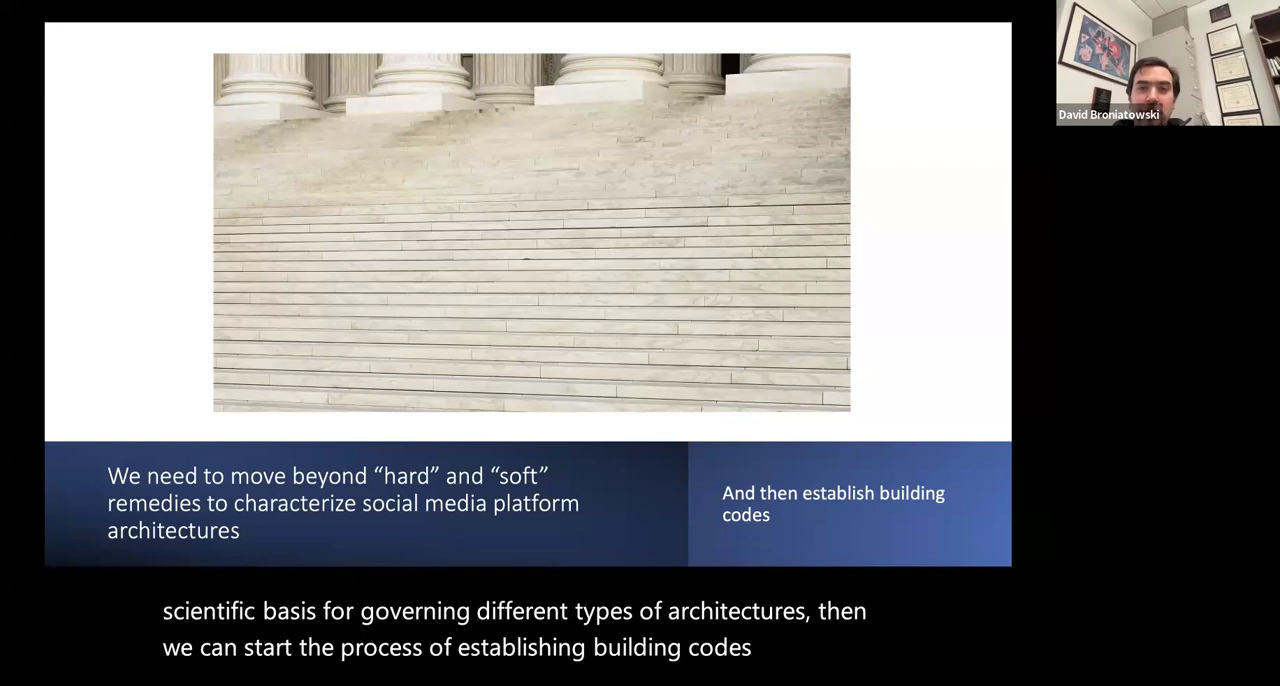 David Broniatowski
We need to move beyond “hard” and “soft”
remedies to characterize social media platform
architectures
And then establish building
codes
scientific basis for governing different types of architectures, then
we can start the process of establishing building codes